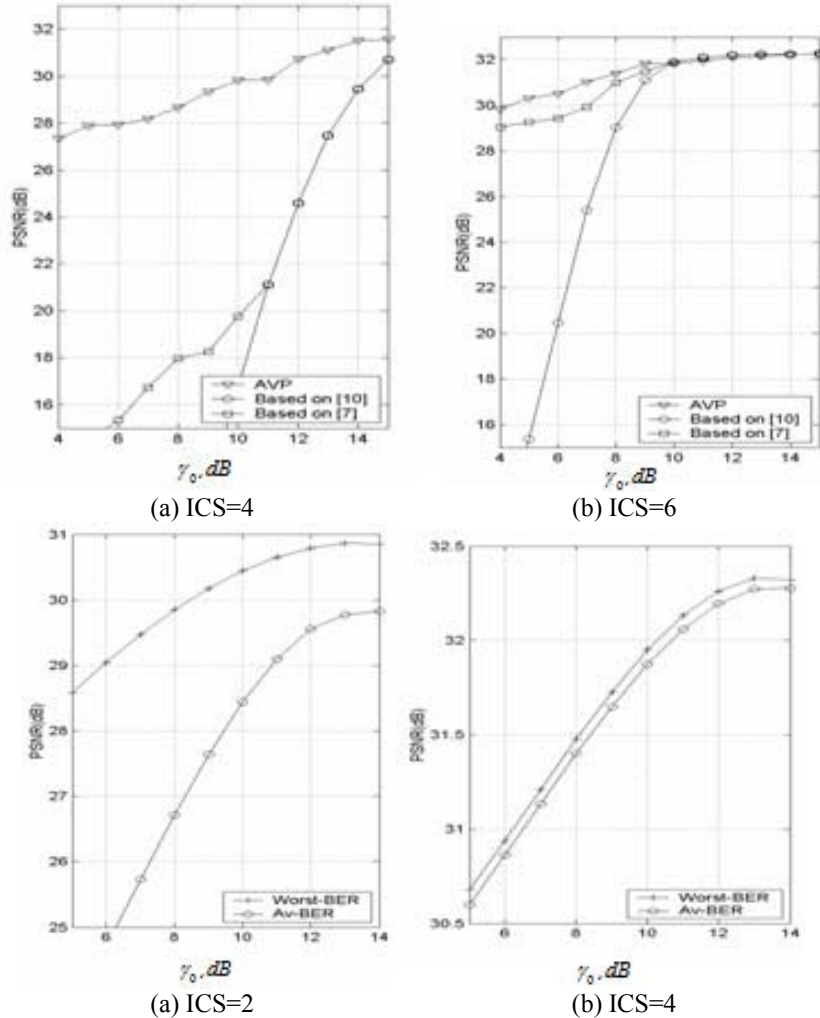 PSNR(dB)
32
30
28
26
24
22
20
18
16
4 6 8 10 12 14
AVP
Based on [10]
Based on [7]
γ₀, dB
(a) ICS=4
PSNR(dB)
32
30
28
26
24
22
20
18
16
4 6 8 10 12 14
AVP
Based on [10]
Based on [7]
γ₀, dB
(b) ICS=6
PSNR(dB)
31
30
29
28
27
26
25
6 8 10 12 14
Worst-BER
Av-BER
γ₀, dB
(a) ICS=2
PSNR(dB)
32.5
32
31.5
31
30.5
6 8 10 12 14
Worst-BER
Av-BER
γ₀, dB
(b) ICS=4